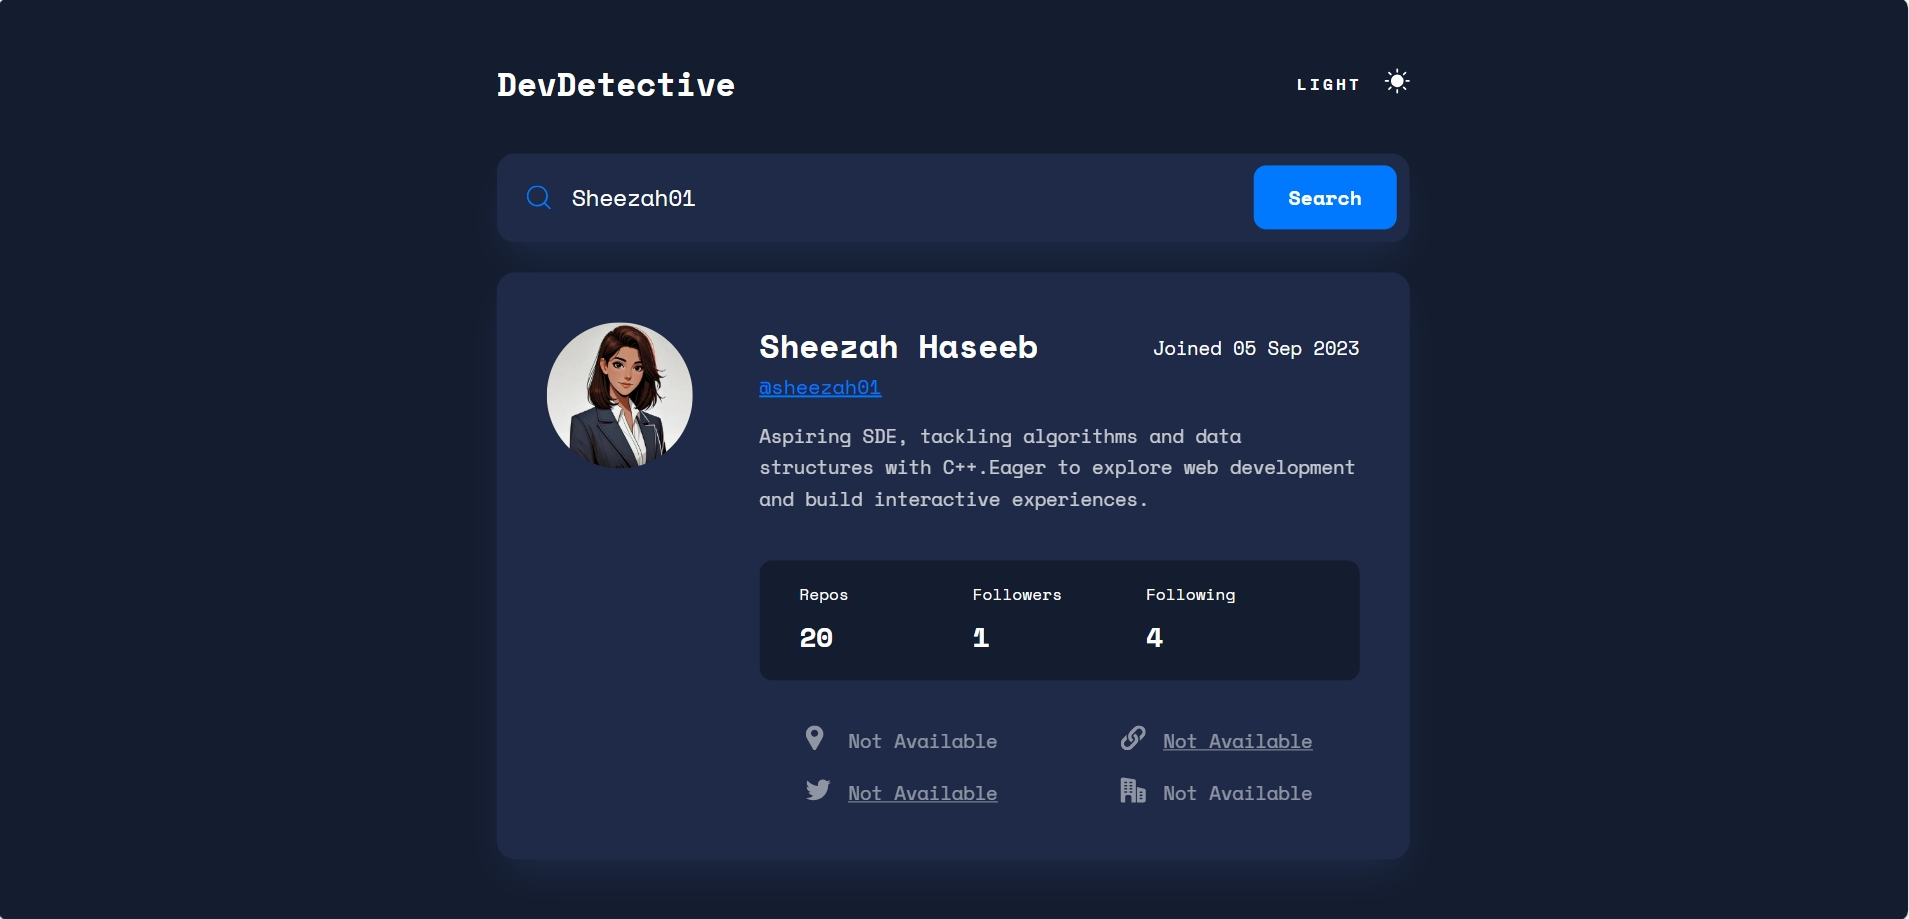 DevDetective
LIGHT
Sheezah01
Search
Sheezah Haseeb
Joined 05 Sep 2023
@sheezah01
Aspiring SDE, tackling algorithms and data
structures with C++.Eager to explore web development
and build interactive experiences.
Repos
Followers
Following
20
1
4
Not Available
Not Available
Not Available
Not Available